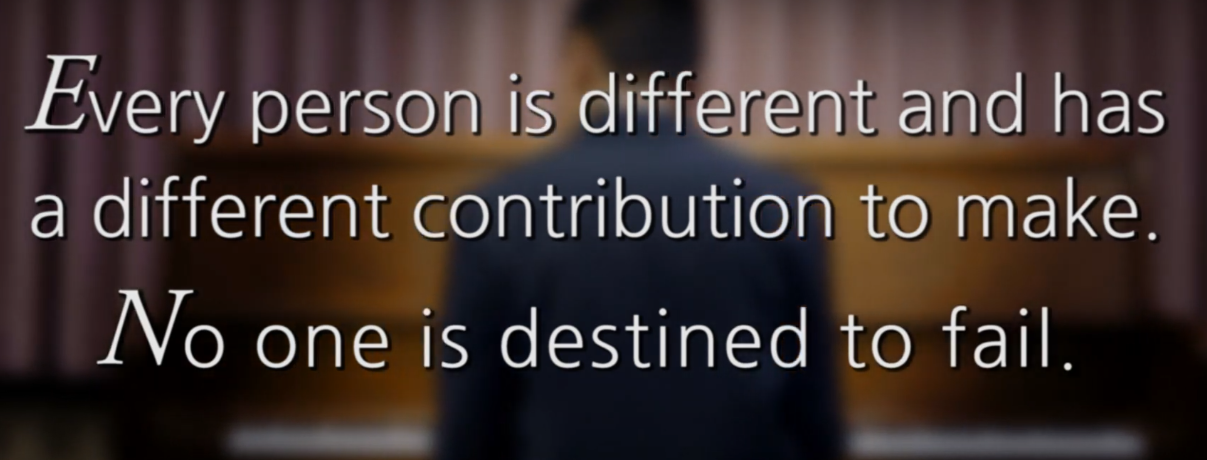 Every person is different and has
a different contribution to make.
No one is destined to fail.